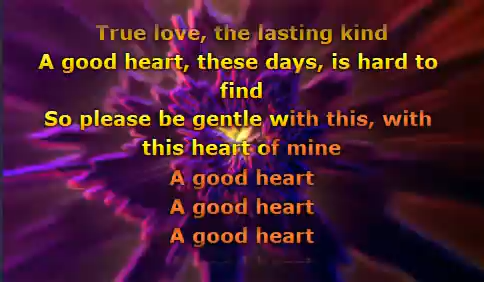 True love, the lasting kind
A good heart, these days, is hard to
find
So please be gentle with this, with
this heart of mine
A good heart
A good heart
A good heart